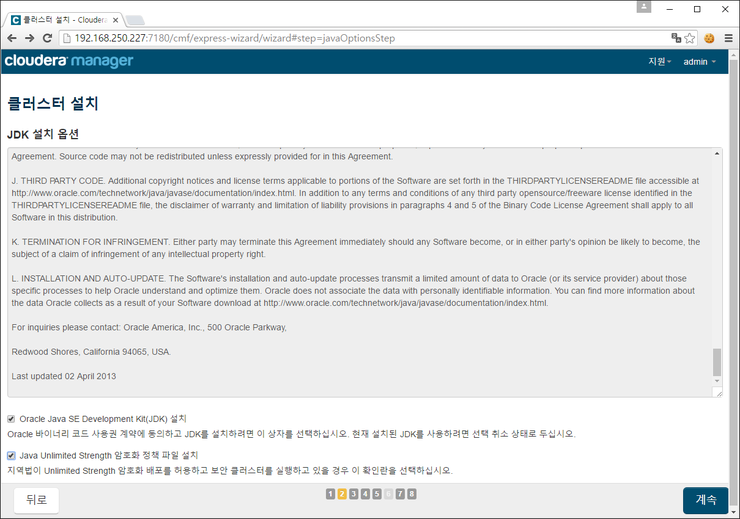 클러스터 설치 - Cloudera
192.168.250.227:7180/cmf/express-wizard/wizard#step=javaOptionsStep
cloudera manager
지원
admin
클러스터 설치
JDK 설치 옵션
Agreement. Source code may not be redistributed unless expressly provided for in this Agreement.
J. THIRD PARTY CODE. Additional copyright notices and license terms applicable to portions of the Software are set forth in the THIRDPARTYLICENSEREADME file accessible at
http://www.oracle.com/technetwork/java/javase/documentation/index.html. In addition to any terms and conditions of any third party opensource/freeware license identified in the
THIRDPARTYLICENSEREADME file, the disclaimer of warranty and limitation of liability provisions in paragraphs 4 and 5 of the Binary Code License Agreement shall apply to all
Software in this distribution.
K. TERMINATION FOR INFRINGEMENT. Either party may terminate this Agreement immediately should any Software become, or in either party's opinion be likely to become, the
subject of a claim of infringement of any intellectual property right.
L. INSTALLATION AND AUTO-UPDATE. The Software's installation and auto-update processes transmit a limited amount of data to Oracle (or its service provider) about those
specific processes to help Oracle understand and optimize them. Oracle does not associate the data with personally identifiable information. You can find more information about
the data Oracle collects as a result of your Software download at http://www.oracle.com/technetwork/java/javase/documentation/index.html.
For inquiries please contact: Oracle America, Inc., 500 Oracle Parkway,
Redwood Shores, California 94065, USA.
Last updated 02 April 2013
Oracle Java SE Development Kit(JDK) 설치
Oracle 바이너리 코드 사용권 계약에 동의하고 JDK를 설치하려면 이 상자를 선택하십시오. 현재 설치된 JDK를 사용하려면 선택 취소 상태로 두십시오.
Java Unlimited Strength 암호화 정책 파일 설치
지역법이 Unlimited Strength 암호화 배포를 허용하고 보안 클러스터를 실행하고 있을 경우 이 확인란을 선택하십시오.
뒤로
1 2 3 4 5 6 7 8
계속